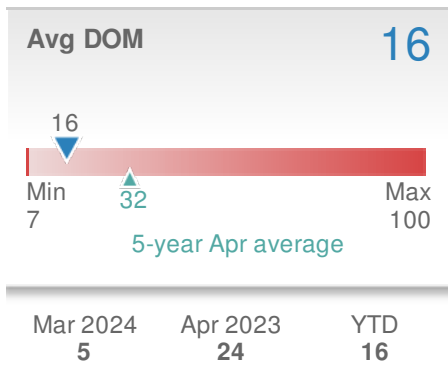 Avg DOM 16
16
Min Max
32
7 100
5-year Apr average
Mar 2024 Apr 2023 YTD
5 24 16